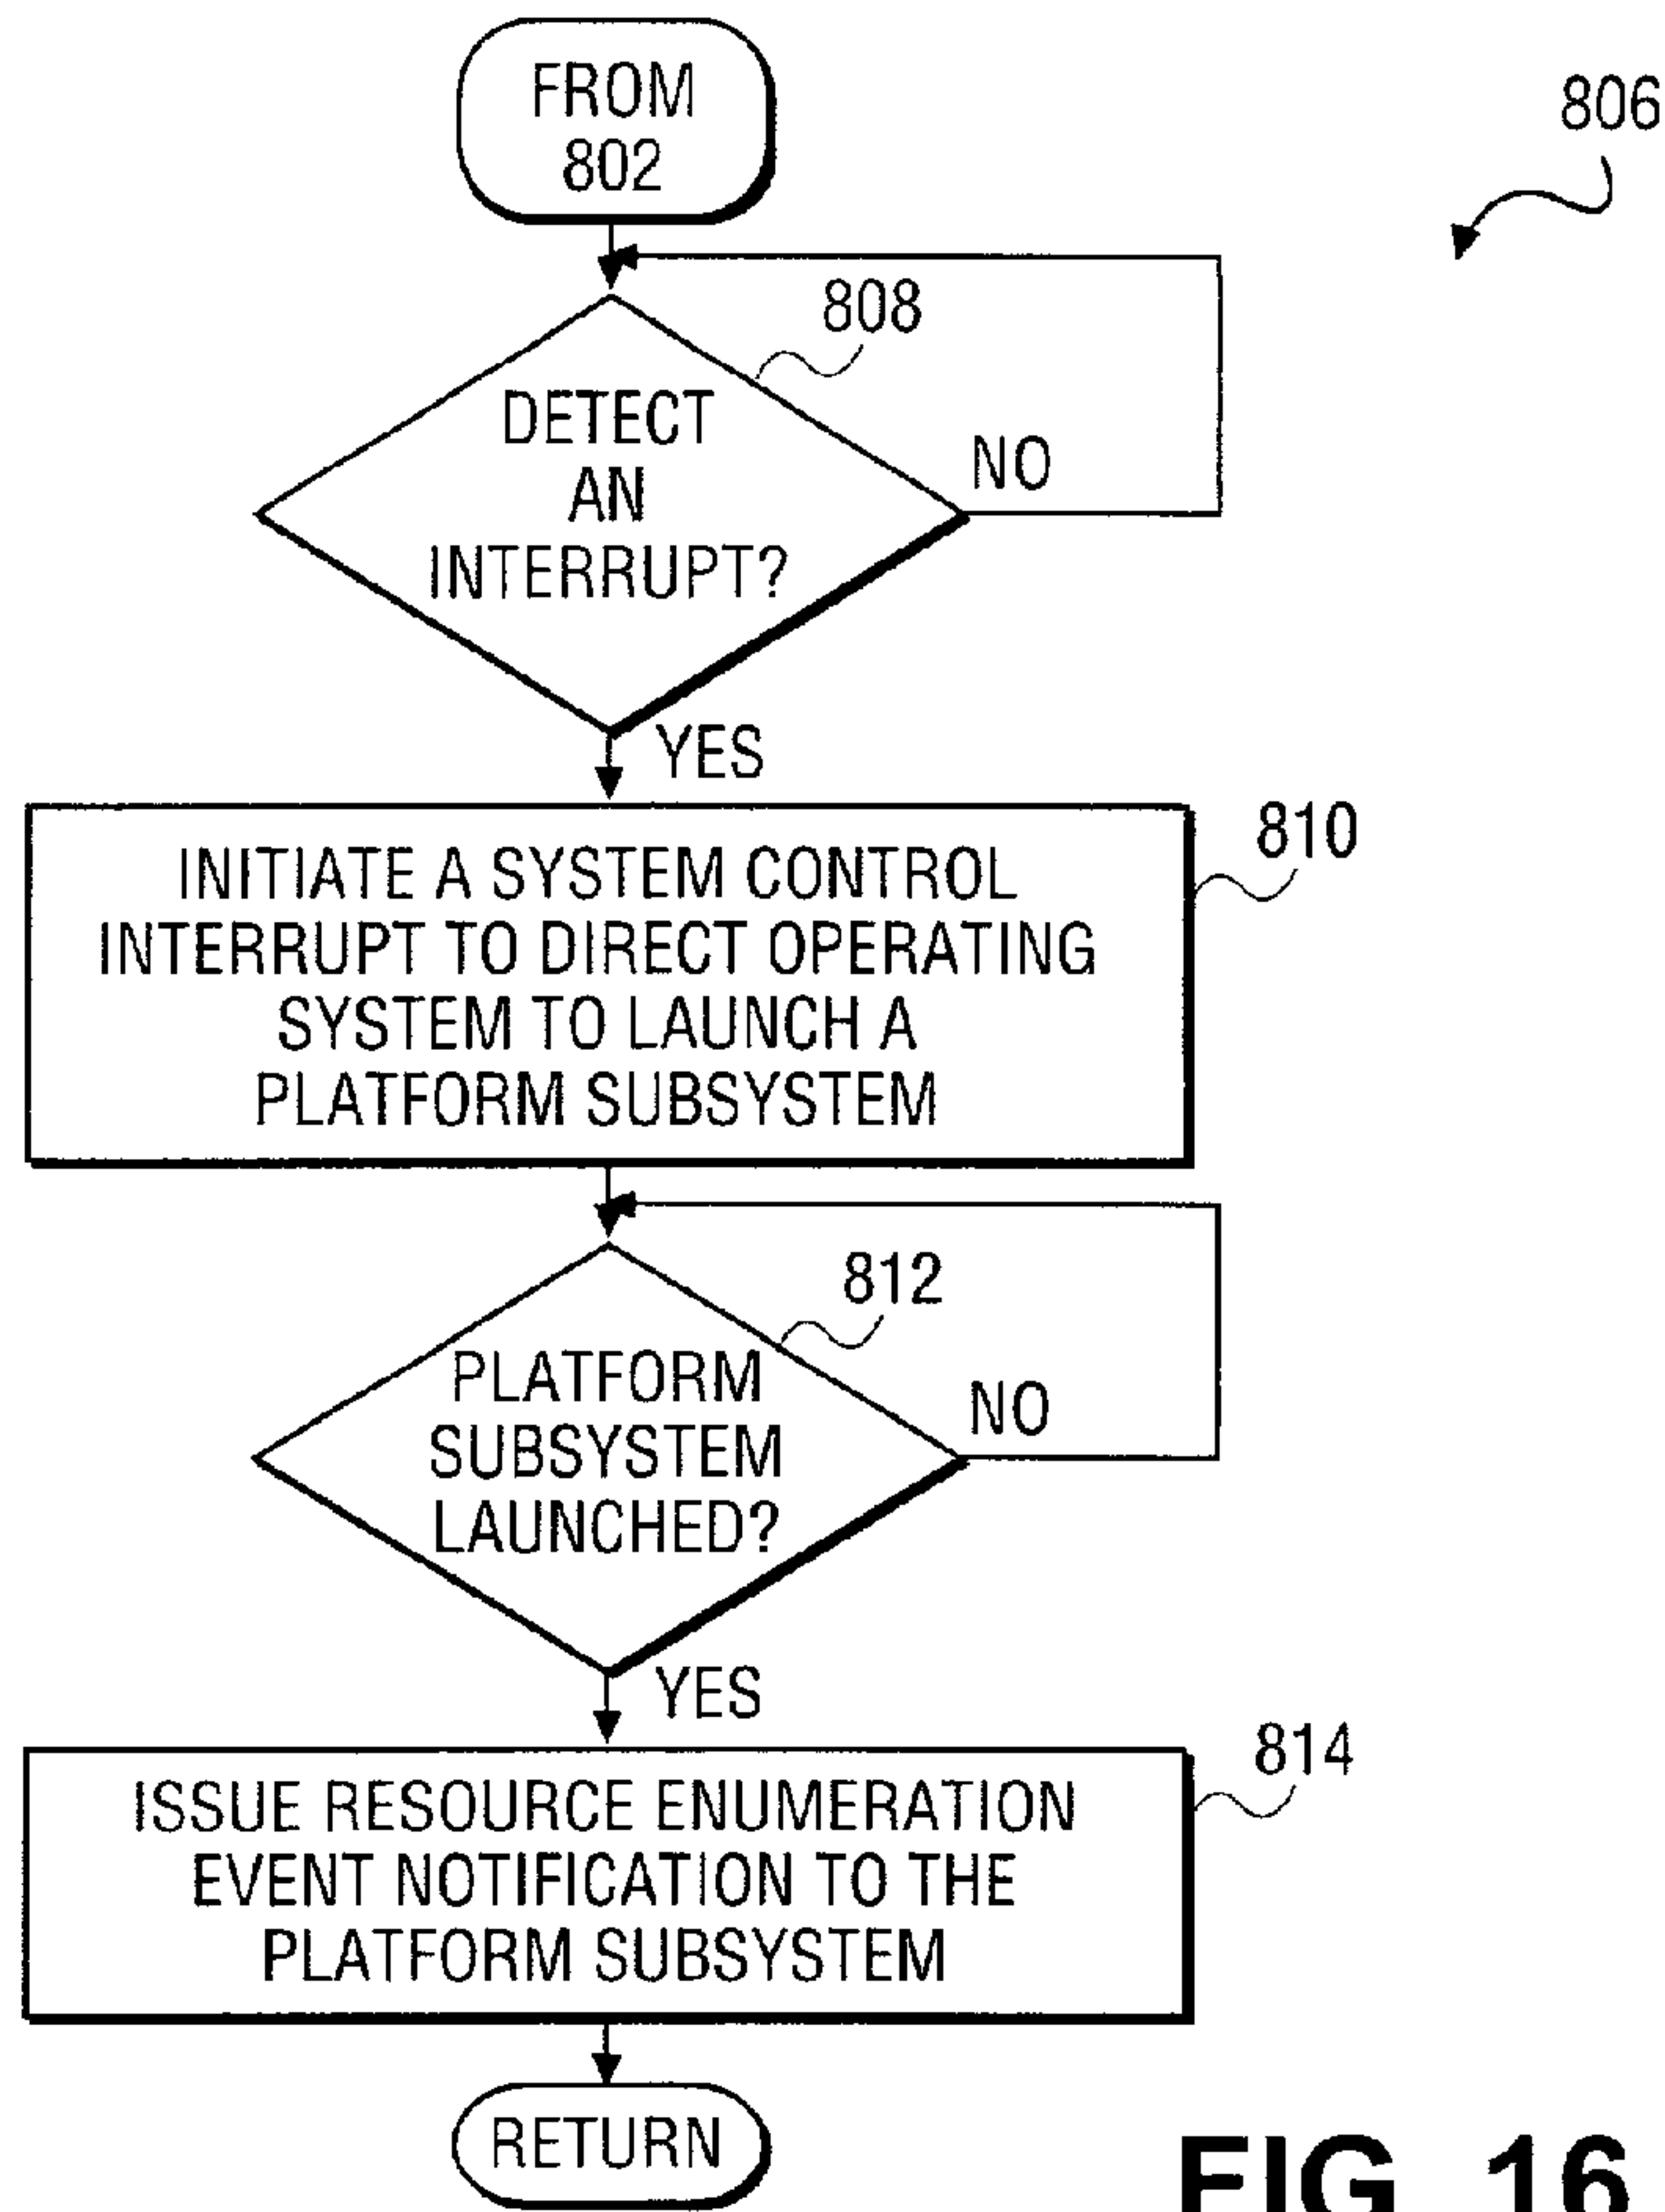 FROM
802
806
808
DETECT
AN
INTERRUPT?
NO
YES
810
INITIATE A SYSTEM CONTROL
INTERRUPT TO DIRECT OPERATING
SYSTEM TO LAUNCH A
PLATFORM SUBSYSTEM
812
PLATFORM
SUBSYSTEM
LAUNCHED?
NO
YES
814
ISSUE RESOURCE ENUMERATION
EVENT NOTIFICATION TO THE
PLATFORM SUBSYSTEM
RETURN
FIG. 16